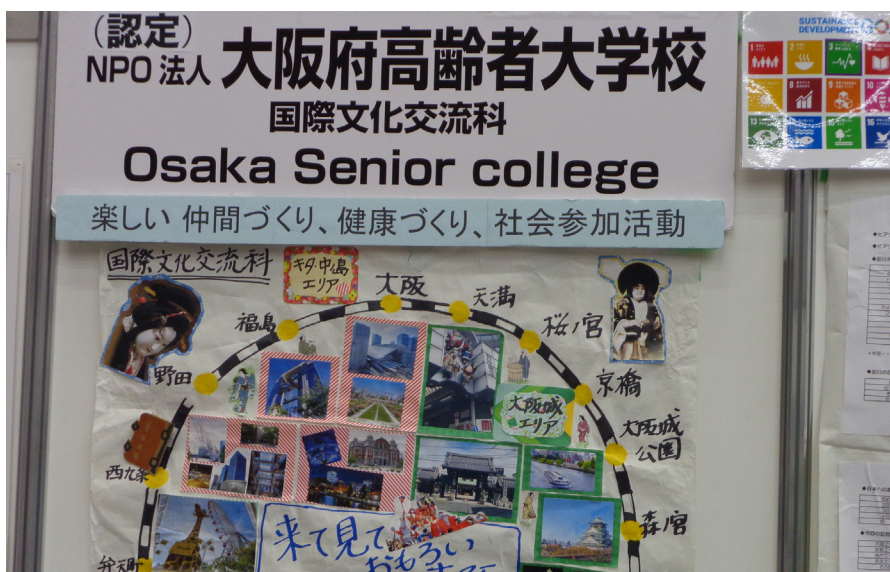 (認定)
NPO法人 大阪府高齢者大学校
国際文化交流科
Osaka Senior college
楽しい 仲間づくり、健康づくり、社会参加活動
SUSTAINABLE
DEVELOPMENT
国際文化交流科
キタ・中之島
エリア
大阪
天満
福島
桜ノ宮
野田
京橋
大阪城
エリア
大阪城
公園
西九条
森ノ宮
弁天町
来て見て
おもろい